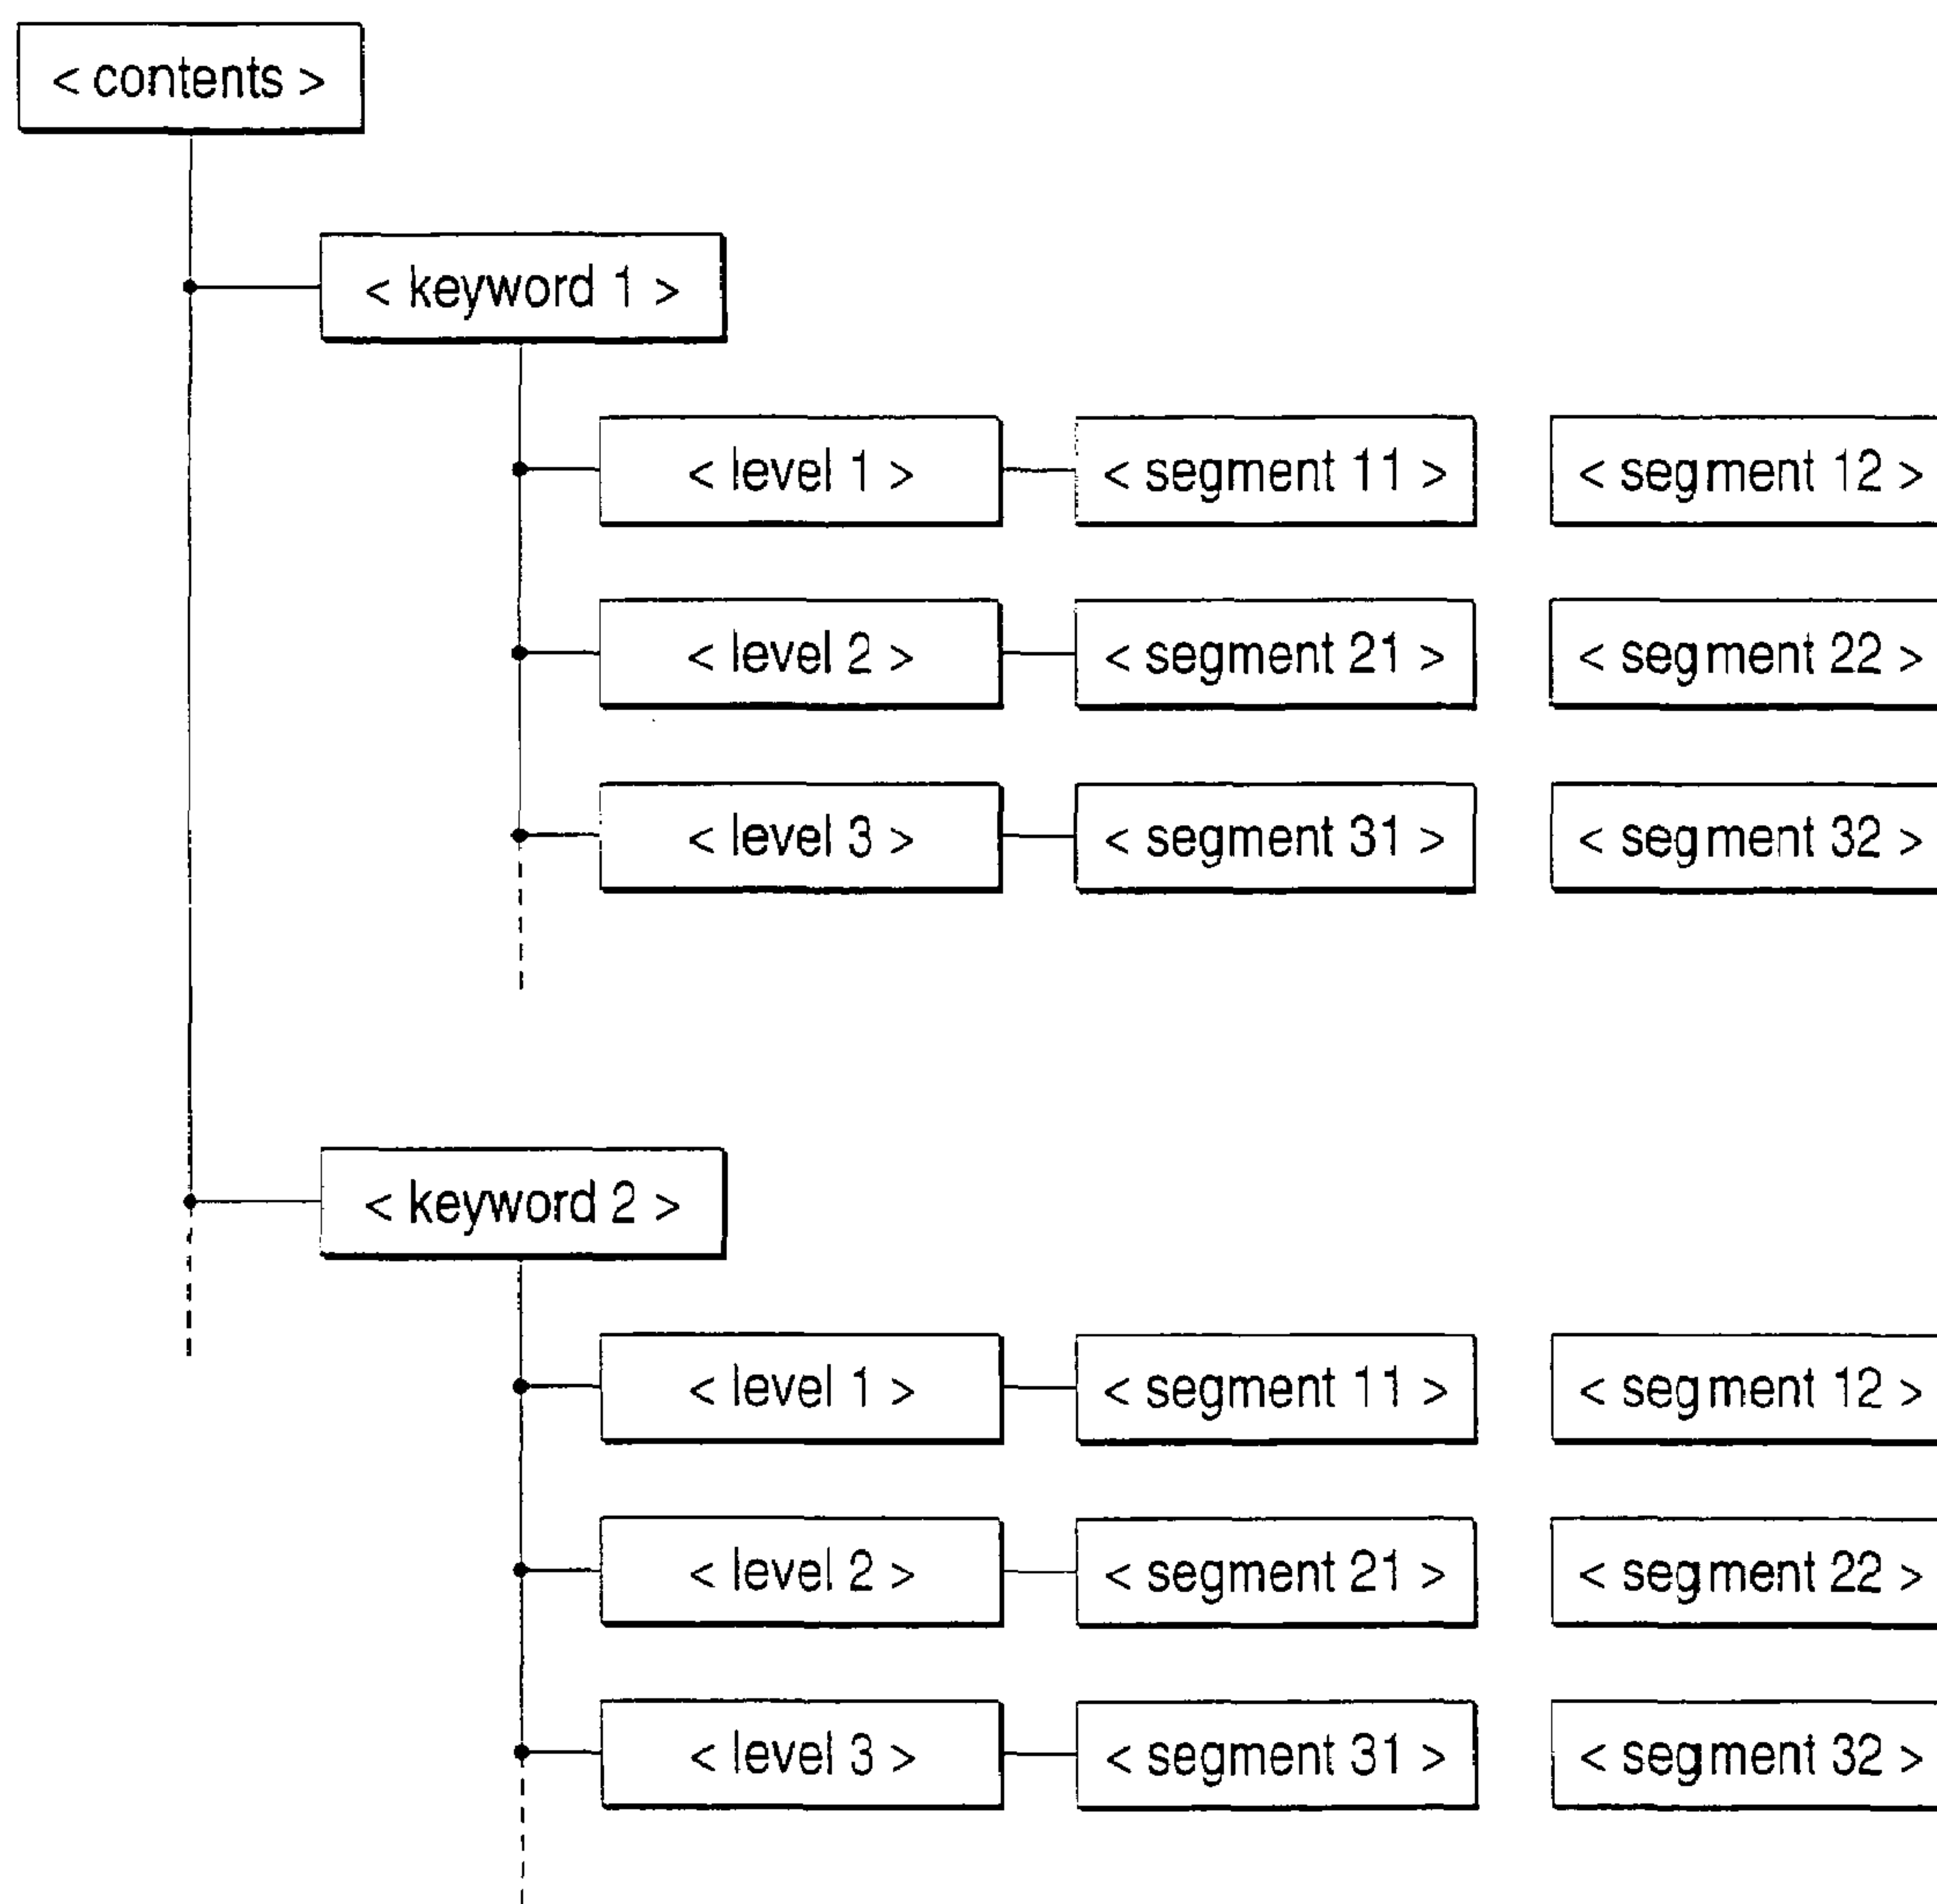 < contents >
< keyword 1 >
< level 1 > < segment 11 > < segment 12 >
< level 2 > < segment 21 > < segment 22 >
< level 3 > < segment 31 > < segment 32 >
< keyword 2 >
< level 1 > < segment 11 > < segment 12 >
< level 2 > < segment 21 > < segment 22 >
< level 3 > < segment 31 > < segment 32 >